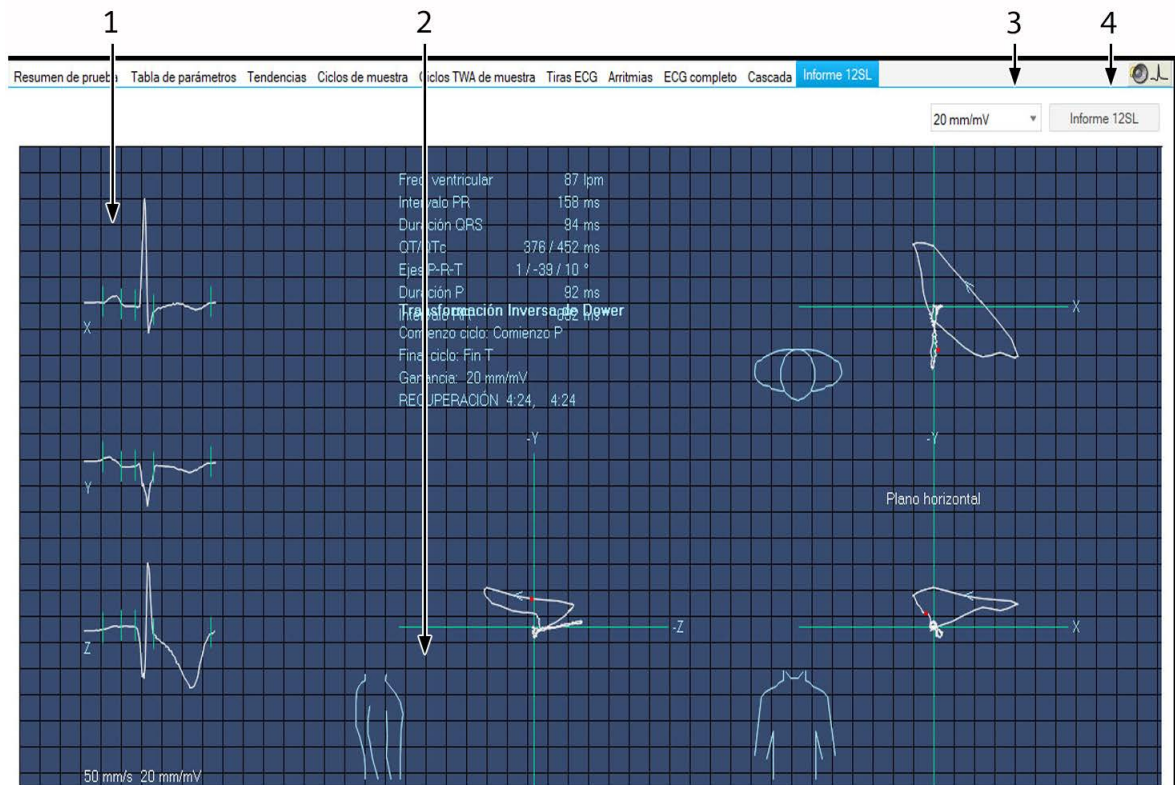 1 2 3 4
Resumen de prueba Tabla de parámetros Tendencias Ciclos de muestra Ciclos TWA de muestra Tiras ECG Arritmias ECG completo Cascada Informe 12SL
20 mm/mV Informe 12SL
Frec. ventricular 87 lpm
Intervalo PR 158 ms
Duración QRS 94 ms
QT/QTc 376 / 452 ms
Ejes P-R-T 1 / -39 / 10 °
Duración P 92 ms
Transformación Inversa de Dower
Comienzo ciclo: Comienzo P
Final ciclo: Fin T
Ganancia: 20 mm/mV
RECUPERACIÓN 4:24, 4:24
X
X
-Y
-Y
Y
Plano horizontal
Z
-Z
X
50 mm/s 20 mm/mV